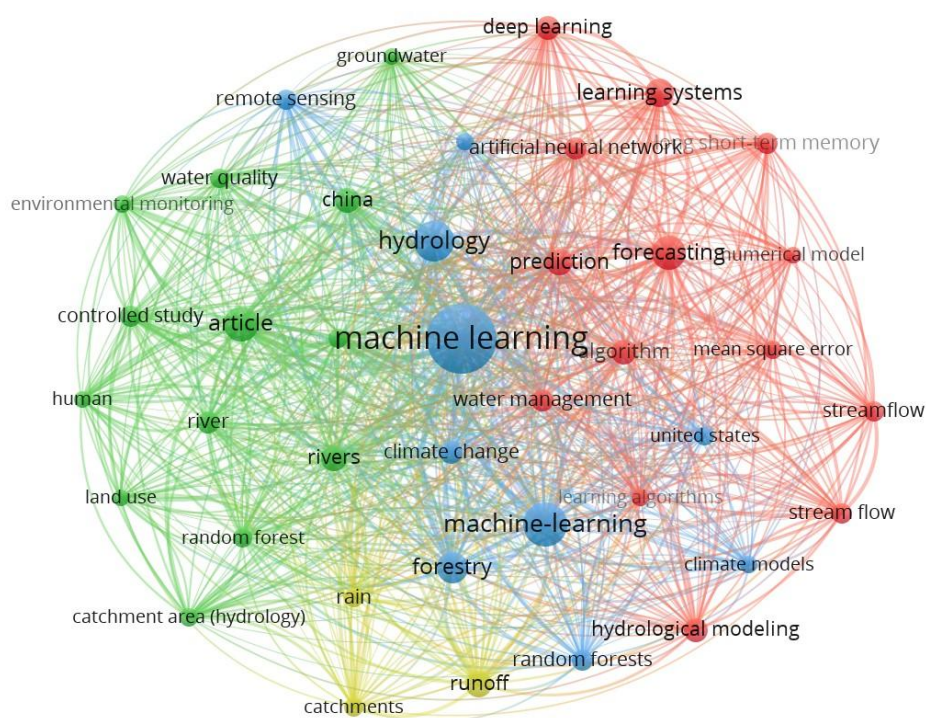 deep learning
groundwater
learning systems
remote sensing
artificial neural network
long short-term memory
water quality
environmental monitoring
china
hydrology
prediction
forecasting
numerical model
controlled study
article
machine learning
algorithm
mean square error
human
water management
streamflow
river
united states
rivers
climate change
land use
learning algorithms
stream flow
machine-learning
random forest
forestry
climate models
rain
catchment area (hydrology)
hydrological modeling
random forests
runoff
catchments